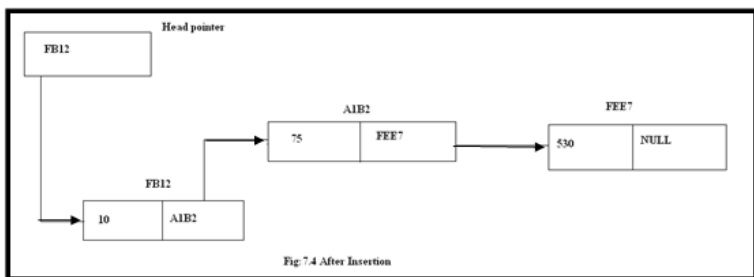 Head pointer
FB12
A1B2
FEE7
75 FEE7
530 NULL
FB12
10 A1B2
Fig: 7.4 After Insertion